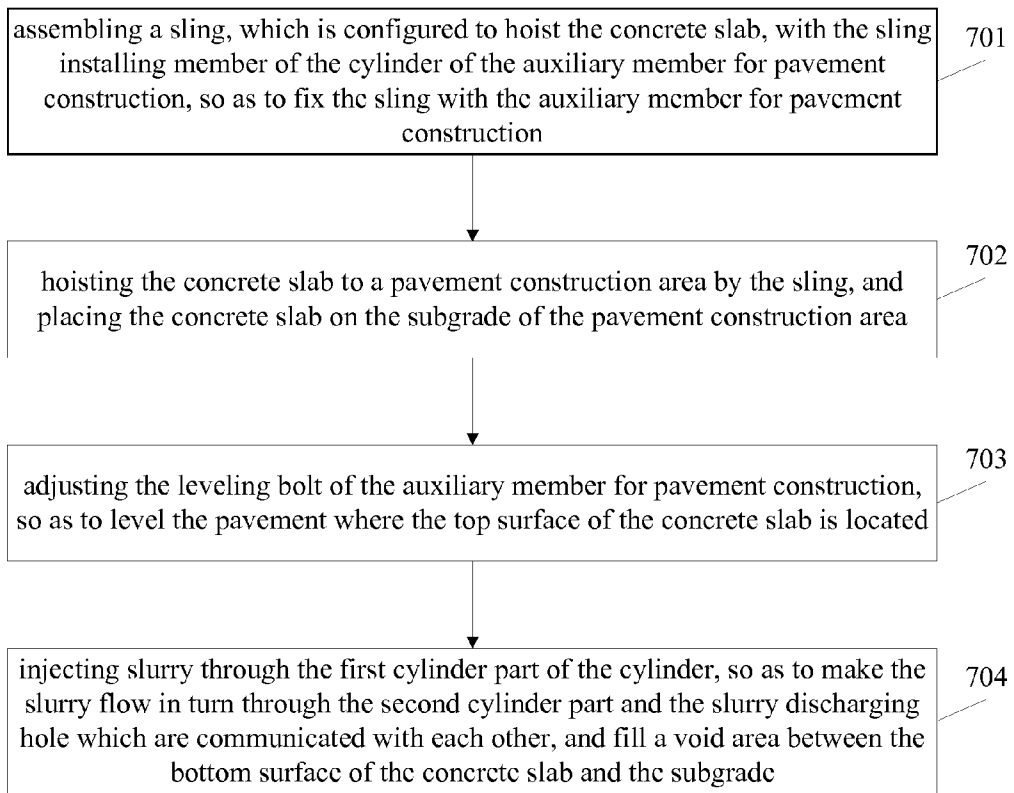 assembling a sling, which is configured to hoist the concrete slab, with the sling
installing member of the cylinder of the auxiliary member for pavement
construction, so as to fix the sling with the auxiliary member for pavement
construction
701
hoisting the concrete slab to a pavement construction area by the sling, and
placing the concrete slab on the subgrade of the pavement construction area
702
adjusting the leveling bolt of the auxiliary member for pavement construction,
so as to level the pavement where the top surface of the concrete slab is located
703
injecting slurry through the first cylinder part of the cylinder, so as to make the
slurry flow in turn through the second cylinder part and the slurry discharging
hole which are communicated with each other, and fill a void area between the
bottom surface of the concrete slab and the subgrade
704